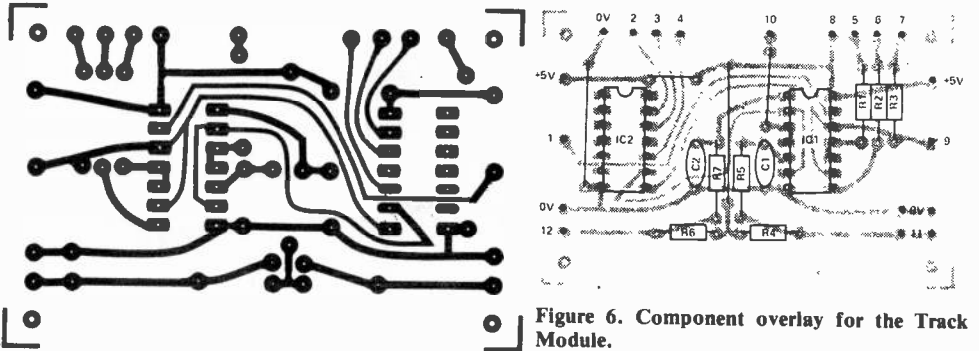 0V 2 3 4 10 8 5 6 7
+5V +5V
R1 R2 R3
IC2 IC1
1 9
C2 R7 R5 C1
0V 0V
12 R6 R4 11
Figure 6. Component overlay for the Track
Module.